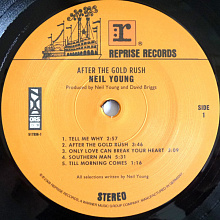 r
REPRISE RECORDS
AFTER THE GOLD RUSH
NEIL YOUNG
Produced by Neil Young and David Briggs
SIDE
1
1. TELL ME WHY 2:57
2. AFTER THE GOLD RUSH 3:45
3. ONLY LOVE CAN BREAK YOUR HEART 3:09
4. SOUTHERN MAN 5:31
5. TILL MORNING COMES 1:16
All selections written by Neil Young
STEREO